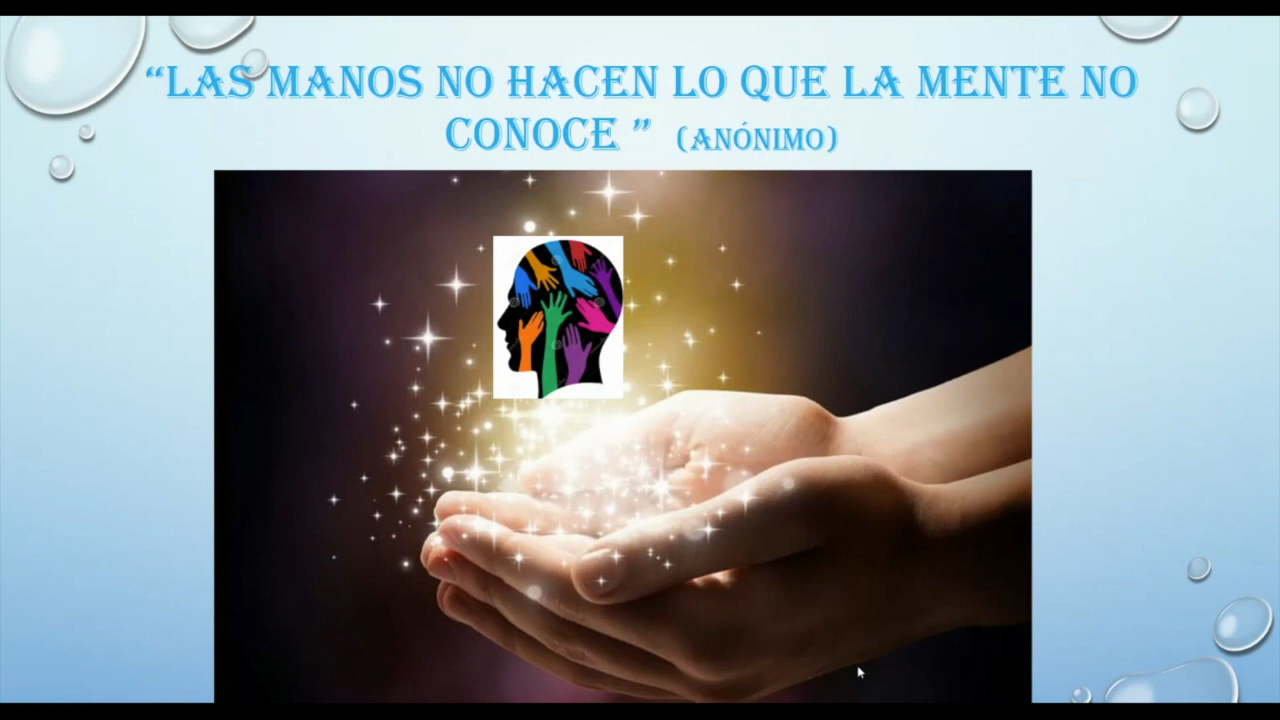 “LAS MANOS NO HACEN LO QUE LA MENTE NO
CONOCE ” (ANÓNIMO)